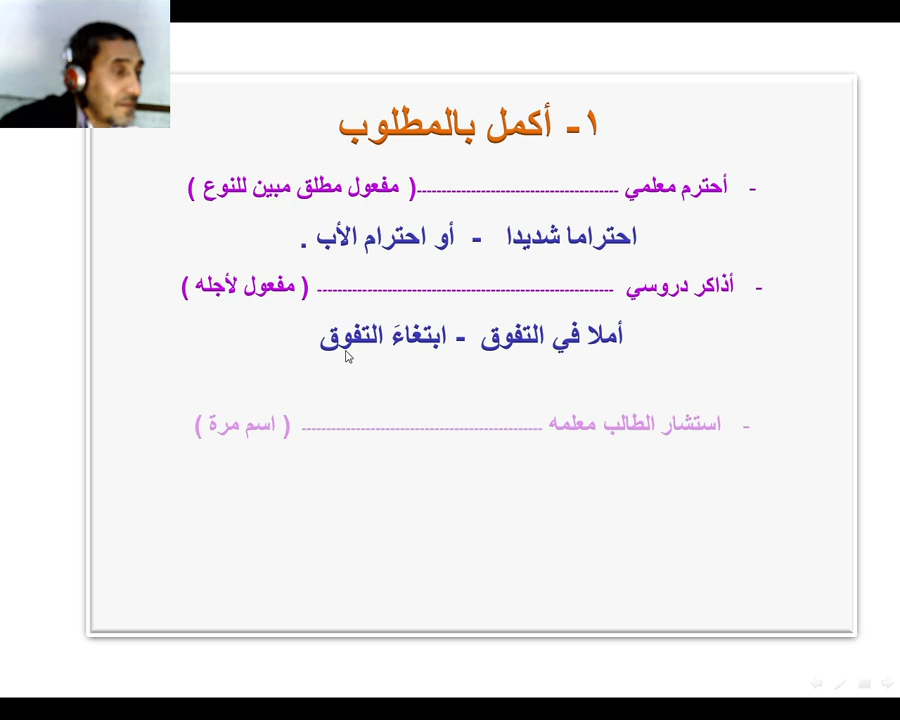 ١- أكمل بالمطلوب
- أحترم معلمي ----------------------------------------( مفعول مطلق مبين للنوع )
احتراما شديدا - أو احترام الأب .
- أذاكر دروسي ---------------------------------------------------------- ( مفعول لأجله )
أملا في التفوق - ابتغاءَ التفوق
- استشار الطالب معلمه ------------------------------------------------ ( اسم مرة )